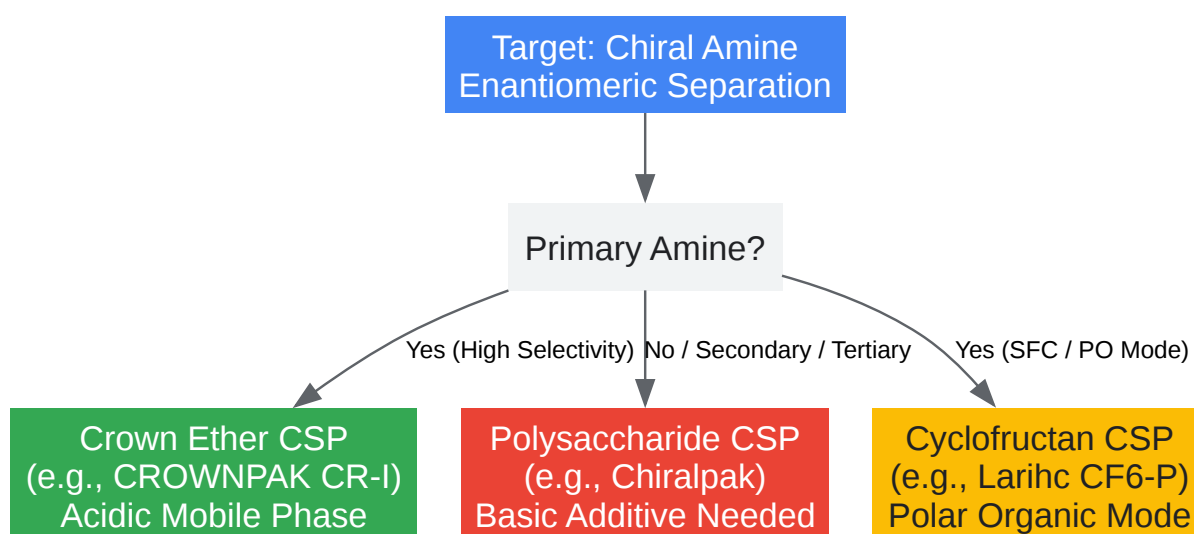 Target: Chiral Amine
Enantiomeric Separation
Primary Amine?
Yes (High Selectivity)
No / Secondary / Tertiary
Yes (SFC / PO Mode)
Crown Ether CSP
(e.g., CROWNPAK CR-I)
Acidic Mobile Phase
Polysaccharide CSP
(e.g., Chiralpak)
Basic Additive Needed
Cyclofructan CSP
(e.g., Larihc CF6-P)
Polar Organic Mode